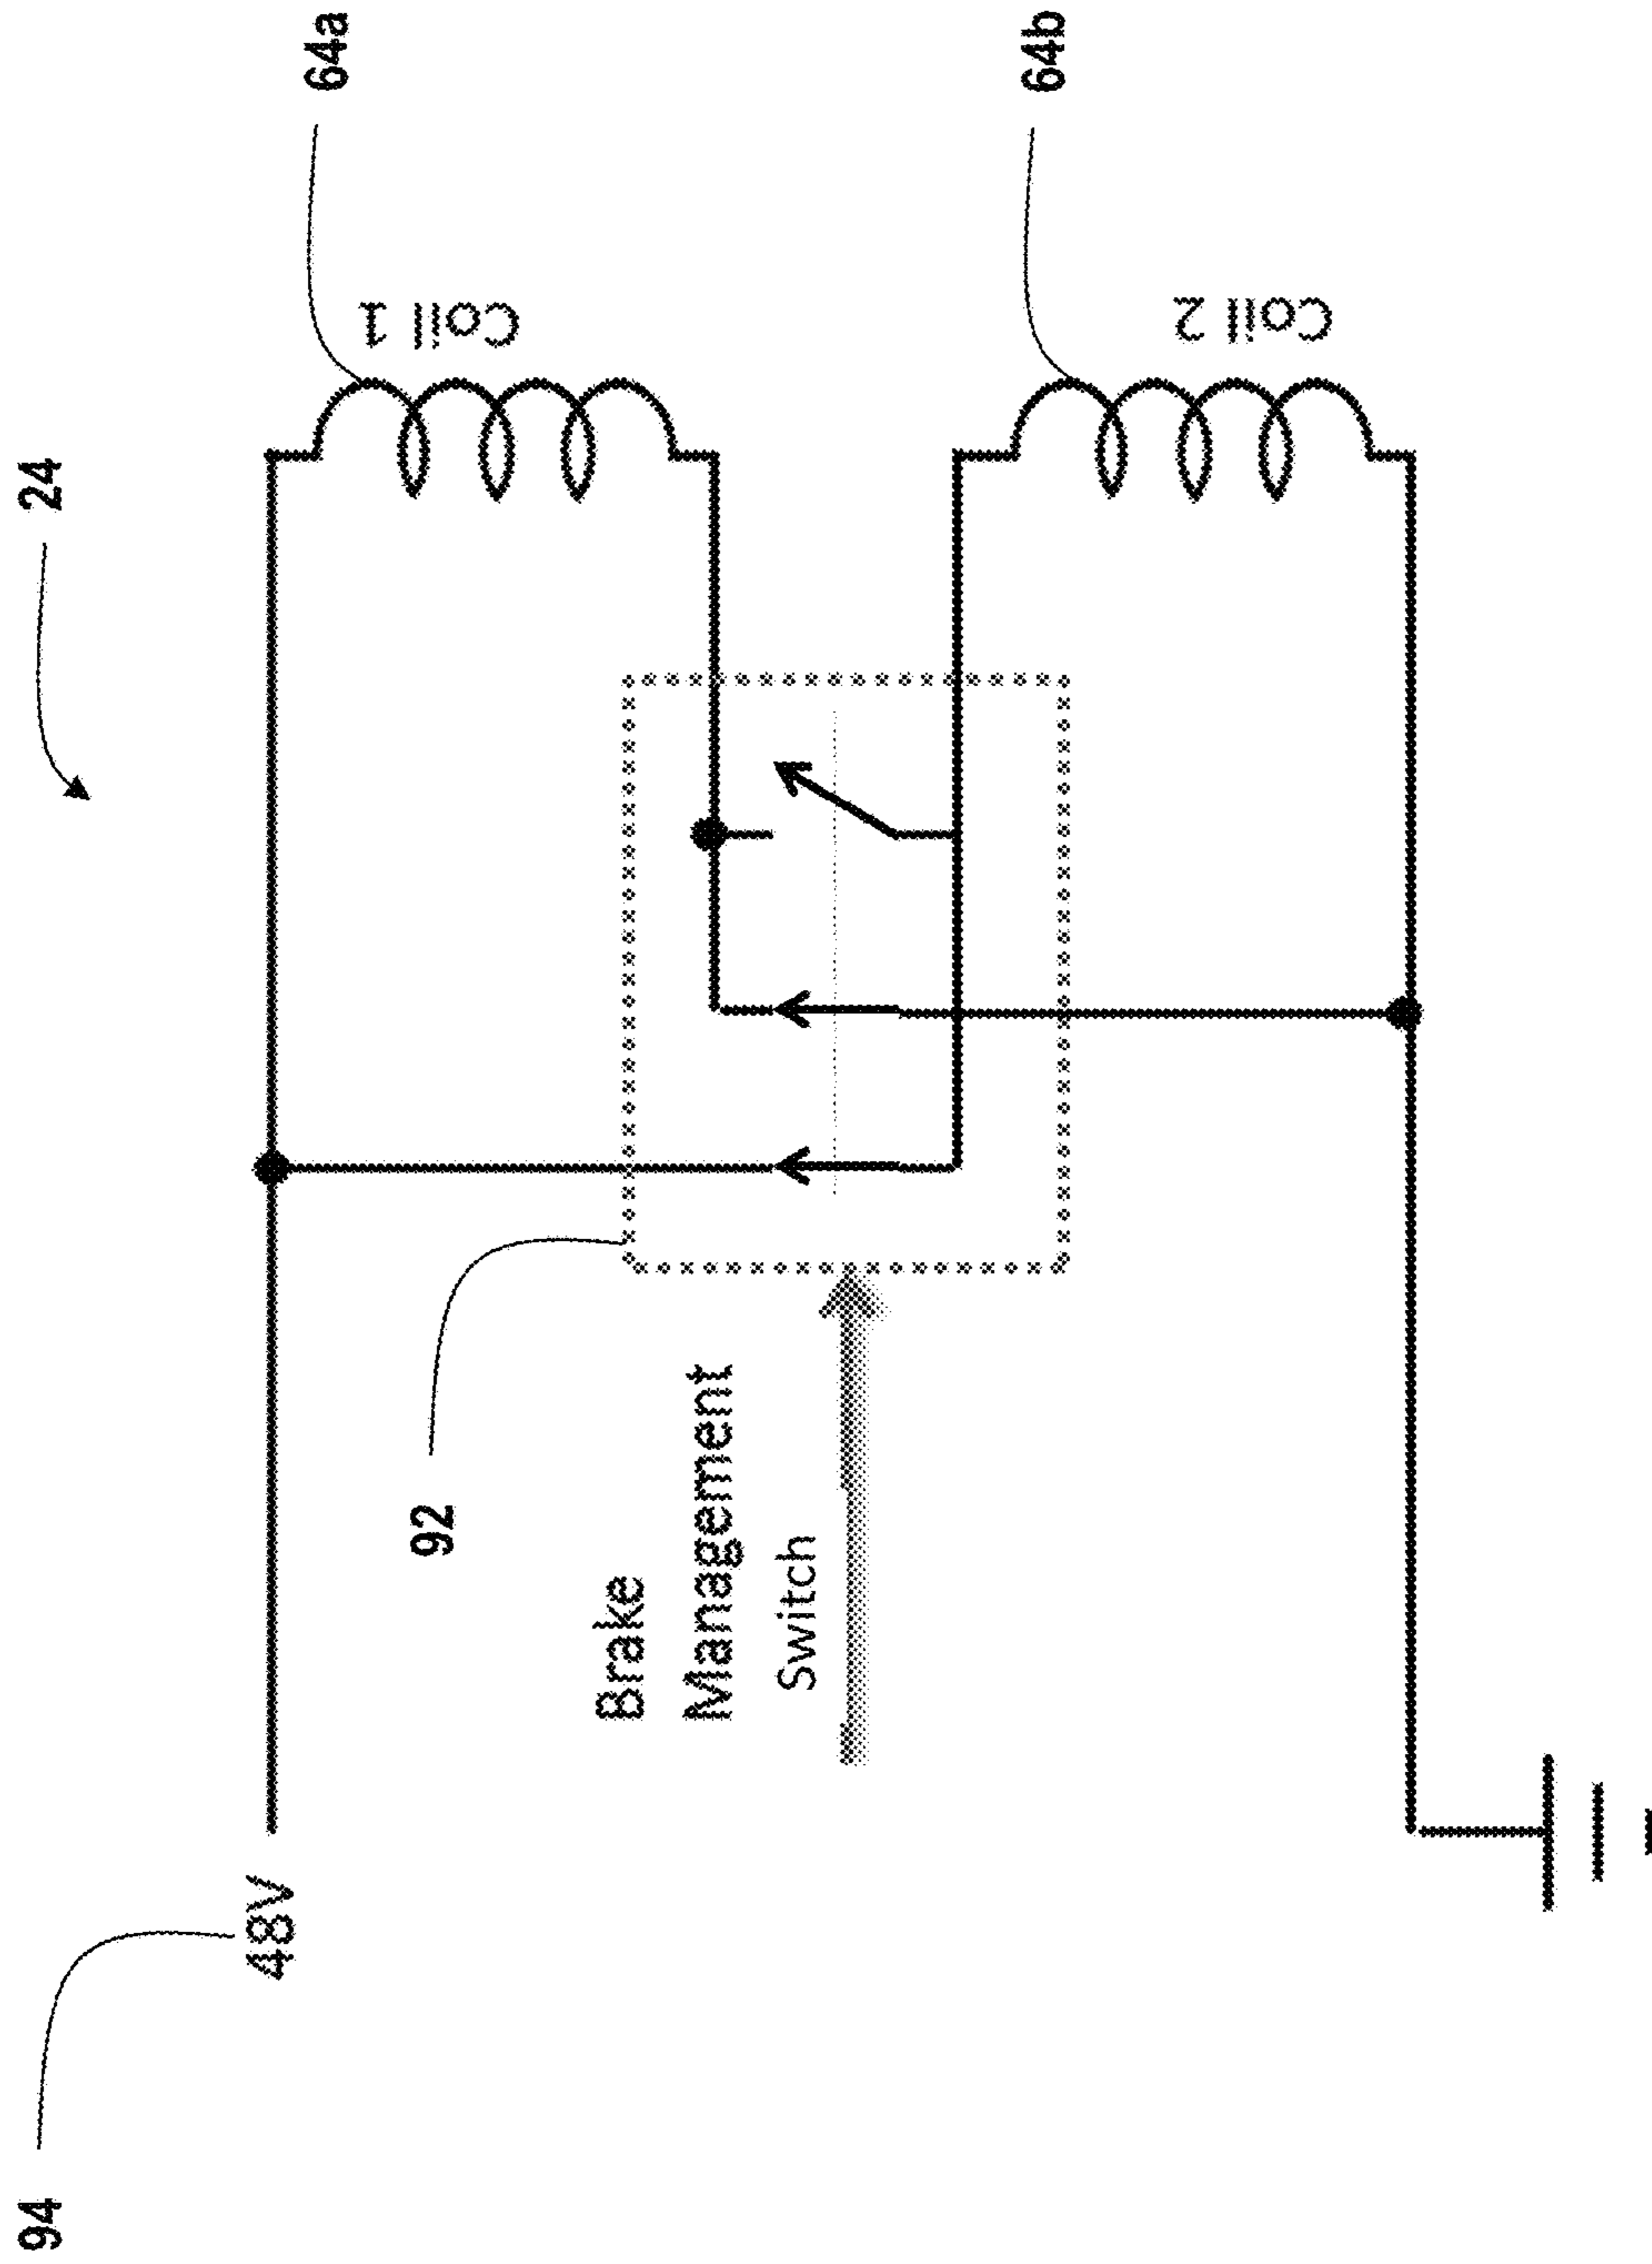 24
64a
Coil 1
64b
Coil 2
92
Brake
Management
Switch
48V
94